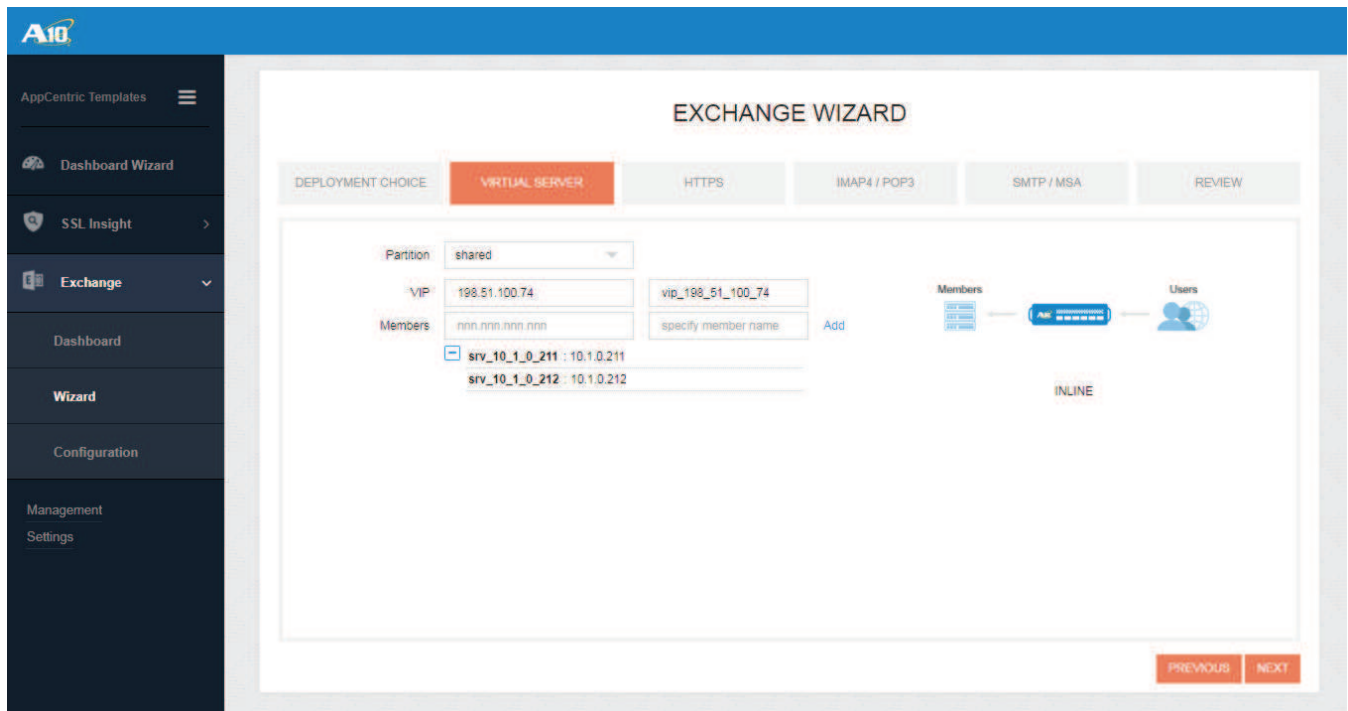 A10
AppCentric Templates
EXCHANGE WIZARD
Dashboard Wizard
DEPLOYMENT CHOICE VIRTUAL SERVER HTTPS IMAP4 / POP3 SMTP / MSA REVIEW
SSL Insight
Partition shared
Exchange
VIP 198.51.100.74 vip_198_51_100_74
Members Users
Members nnn.nnn.nnn.nnn specify member name Add
A10
Dashboard
srv_10_1_0_211 : 10.1.0.211
srv_10_1_0_212 : 10.1.0.212
INLINE
Wizard
Configuration
Management
Settings
PREVIOUS NEXT